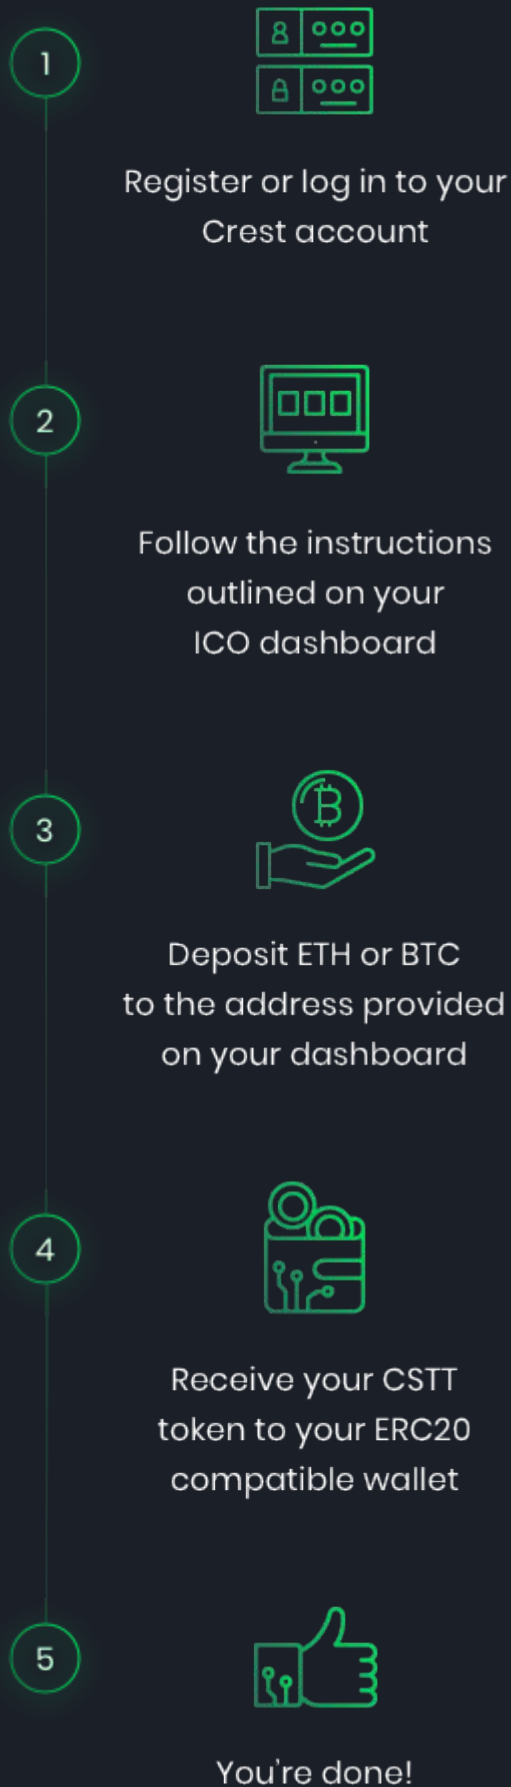 1
Register or log in to your
Crest account
2
Follow the instructions
outlined on your
ICO dashboard
3
Deposit ETH or BTC
to the address provided
on your dashboard
4
Receive your CSTT
token to your ERC20
compatible wallet
5
You're done!